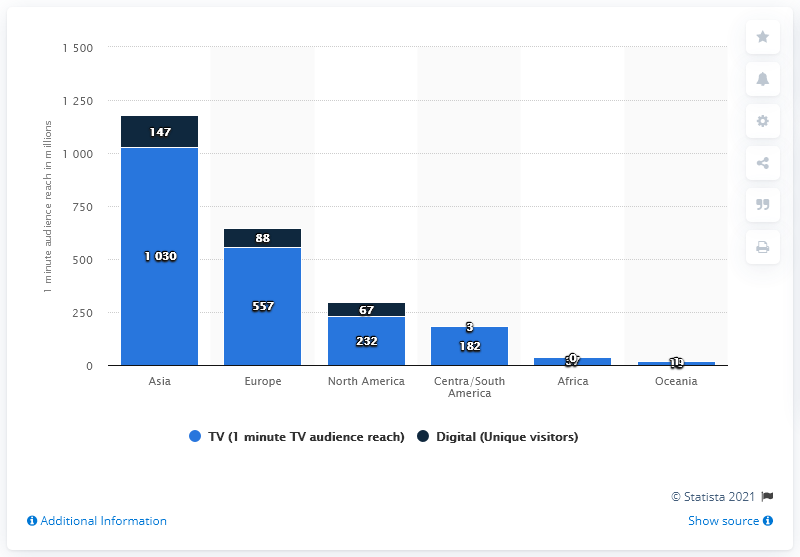 1 500
1 250
1 000
750
500
250
0
1 minute audience reach in millions
147
1 030
88
557
67
232
3
182
0
Asia
Europe
North America
Centra/South
America
Africa
Oceania
TV (1 minute TV audience reach)
Digital (Unique visitors)
© Statista 2021
Additional Information
Show source